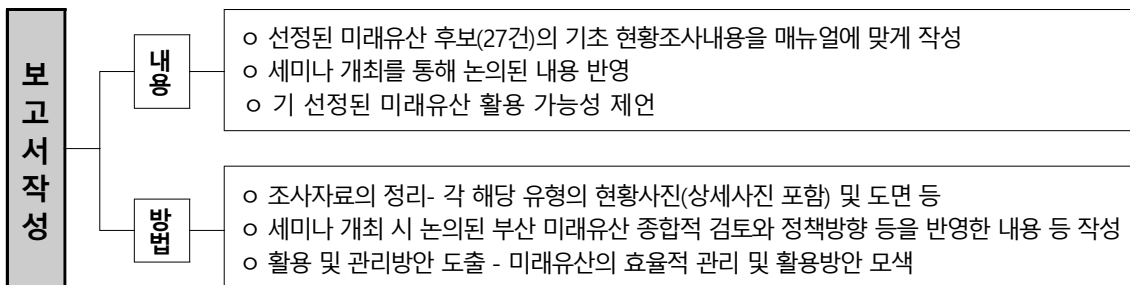 보고서작성
내용
ㅇ 선정된 미래유산 후보(27건)의 기초 현황조사내용을 매뉴얼에 맞게 작성
ㅇ 세미나 개최를 통해 논의된 내용 반영
ㅇ 기 선정된 미래유산 활용 가능성 제언
방법
ㅇ 조사자료의 정리- 각 해당 유형의 현황사진(상세사진 포함) 및 도면 등
ㅇ 세미나 개최 시 논의된 부산 미래유산 종합적 검토와 정책방향 등을 반영한 내용 등 작성
ㅇ 활용 및 관리방안 도출 - 미래유산의 효율적 관리 및 활용방안 모색